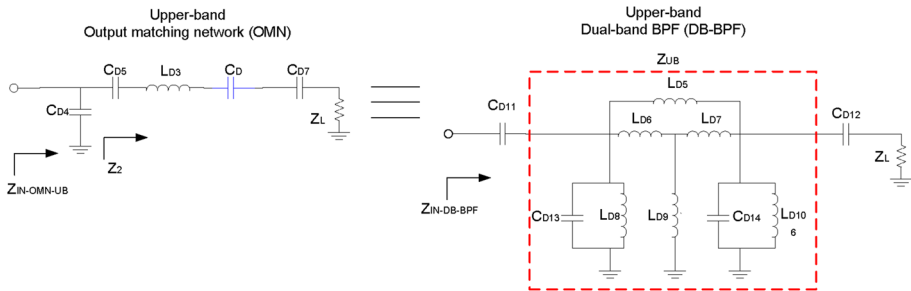 Upper-band
Output matching network (OMN)
CD5
LD3
CD
CD7
CD4
ZL
Z2
ZIN-OMN-UB
Upper-band
Dual-band BPF (DB-BPF)
ZUB
LD5
CD11
LD6
LD7
CD12
ZL
ZIN-DB-BPF
CD13
LD8
LD9
CD14
LD10
6